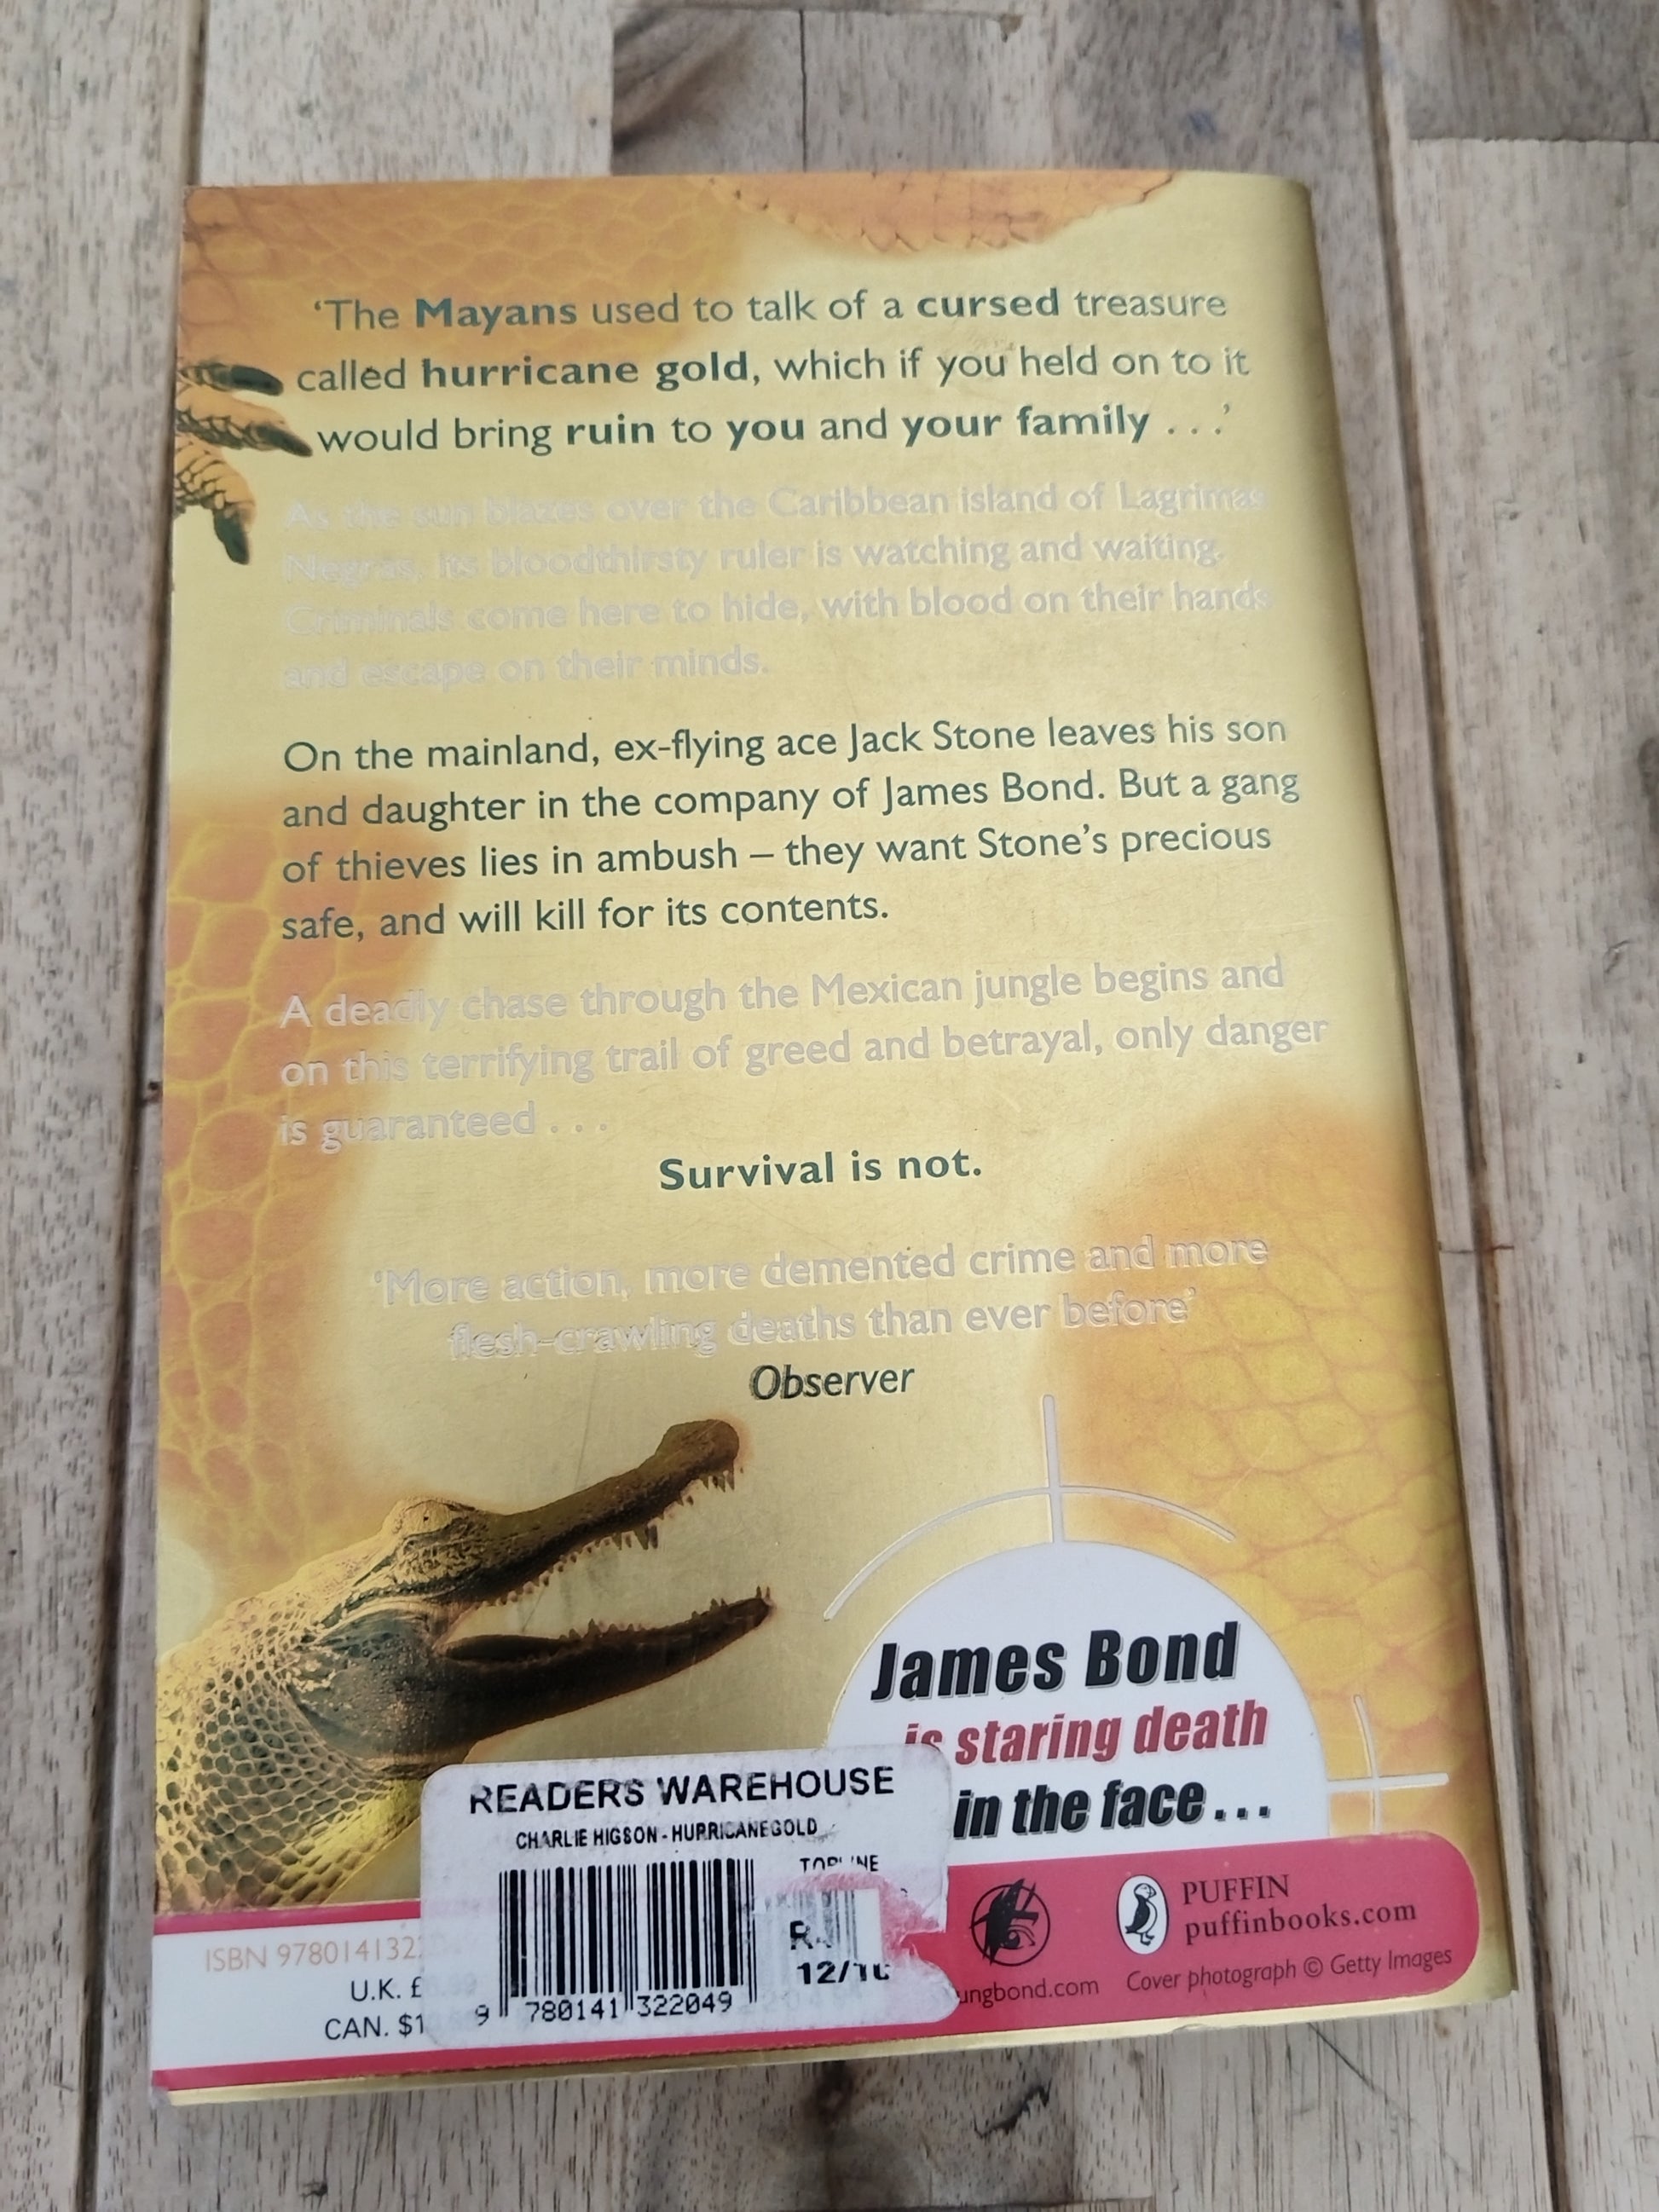 ‘The Mayans used to talk of a cursed treasure
called hurricane gold, which if you held on to it
would bring ruin to you and your family . . .’
As the sun blazes over the Caribbean island of Lagrimas
Negras, its bloodthirsty ruler is watching and waiting.
Criminals come here to hide, with blood on their hands
and escape on their minds.
On the mainland, ex-flying ace Jack Stone leaves his son
and daughter in the company of James Bond. But a gang
of thieves lies in ambush – they want Stone’s precious
safe, and will kill for its contents.
A deadly chase through the Mexican jungle begins and
on this terrifying trail of greed and betrayal, only danger
is guaranteed . . .
Survival is not.
‘More action, more demented crime and more
flesh-crawling deaths than ever before’
Observer
James Bond
is staring death
in the face . . .
READERS WAREHOUSE
CHARLIE HIGSON - HURRICANEGOLD
9 780141 322049
ISBN 978014132
U.K. £
CAN. $1
PUFFIN
puffinbooks.com
ungbond.com
Cover photograph © Getty Images